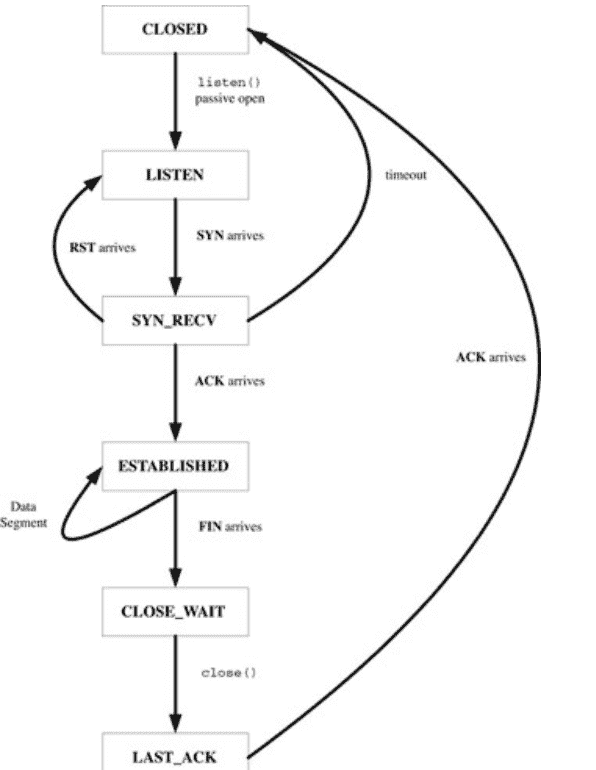 CLOSED
listen()
passive open
LISTEN
timeout
SYN arrives
RST arrives
SYN_RECV
ACK arrives
ACK arrives
ESTABLISHED
Data
Segment
FIN arrives
CLOSE_WAIT
close()
LAST_ACK